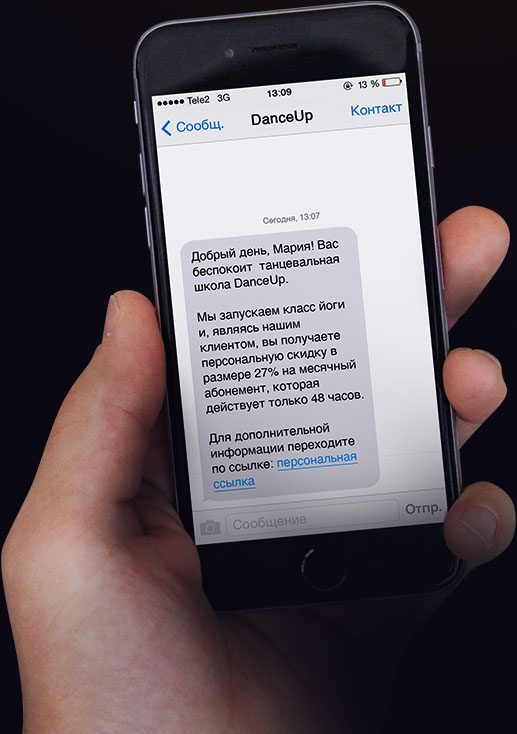 Tele2 3G 13:09 13 %
Сообщ. DanceUp Контакт
Сегодня, 13:07
Добрый день, Мария! Вас
беспокоит танцевальная
школа DanceUp.
Мы запускаем класс йоги
и, являясь нашим
клиентом, вы получаете
персональную скидку в
размере 27% на месячный
абонемент, которая
действует только 48 часов.
Для дополнительной
информации переходите
по ссылке: персональная
ссылка
Сообщение Отпр.